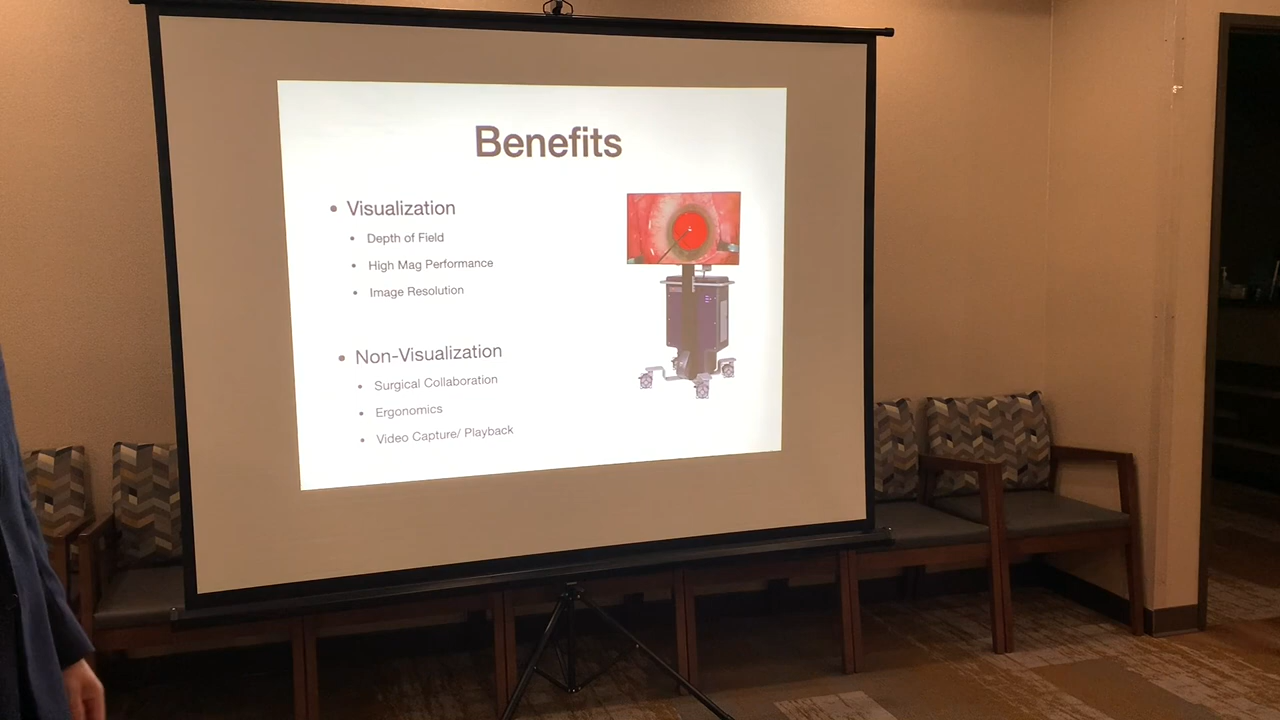 Benefits
• Visualization
• Depth of Field
• High Mag Performance
• Image Resolution
• Non-Visualization
• Surgical Collaboration
• Ergonomics
• Video Capture/ Playback